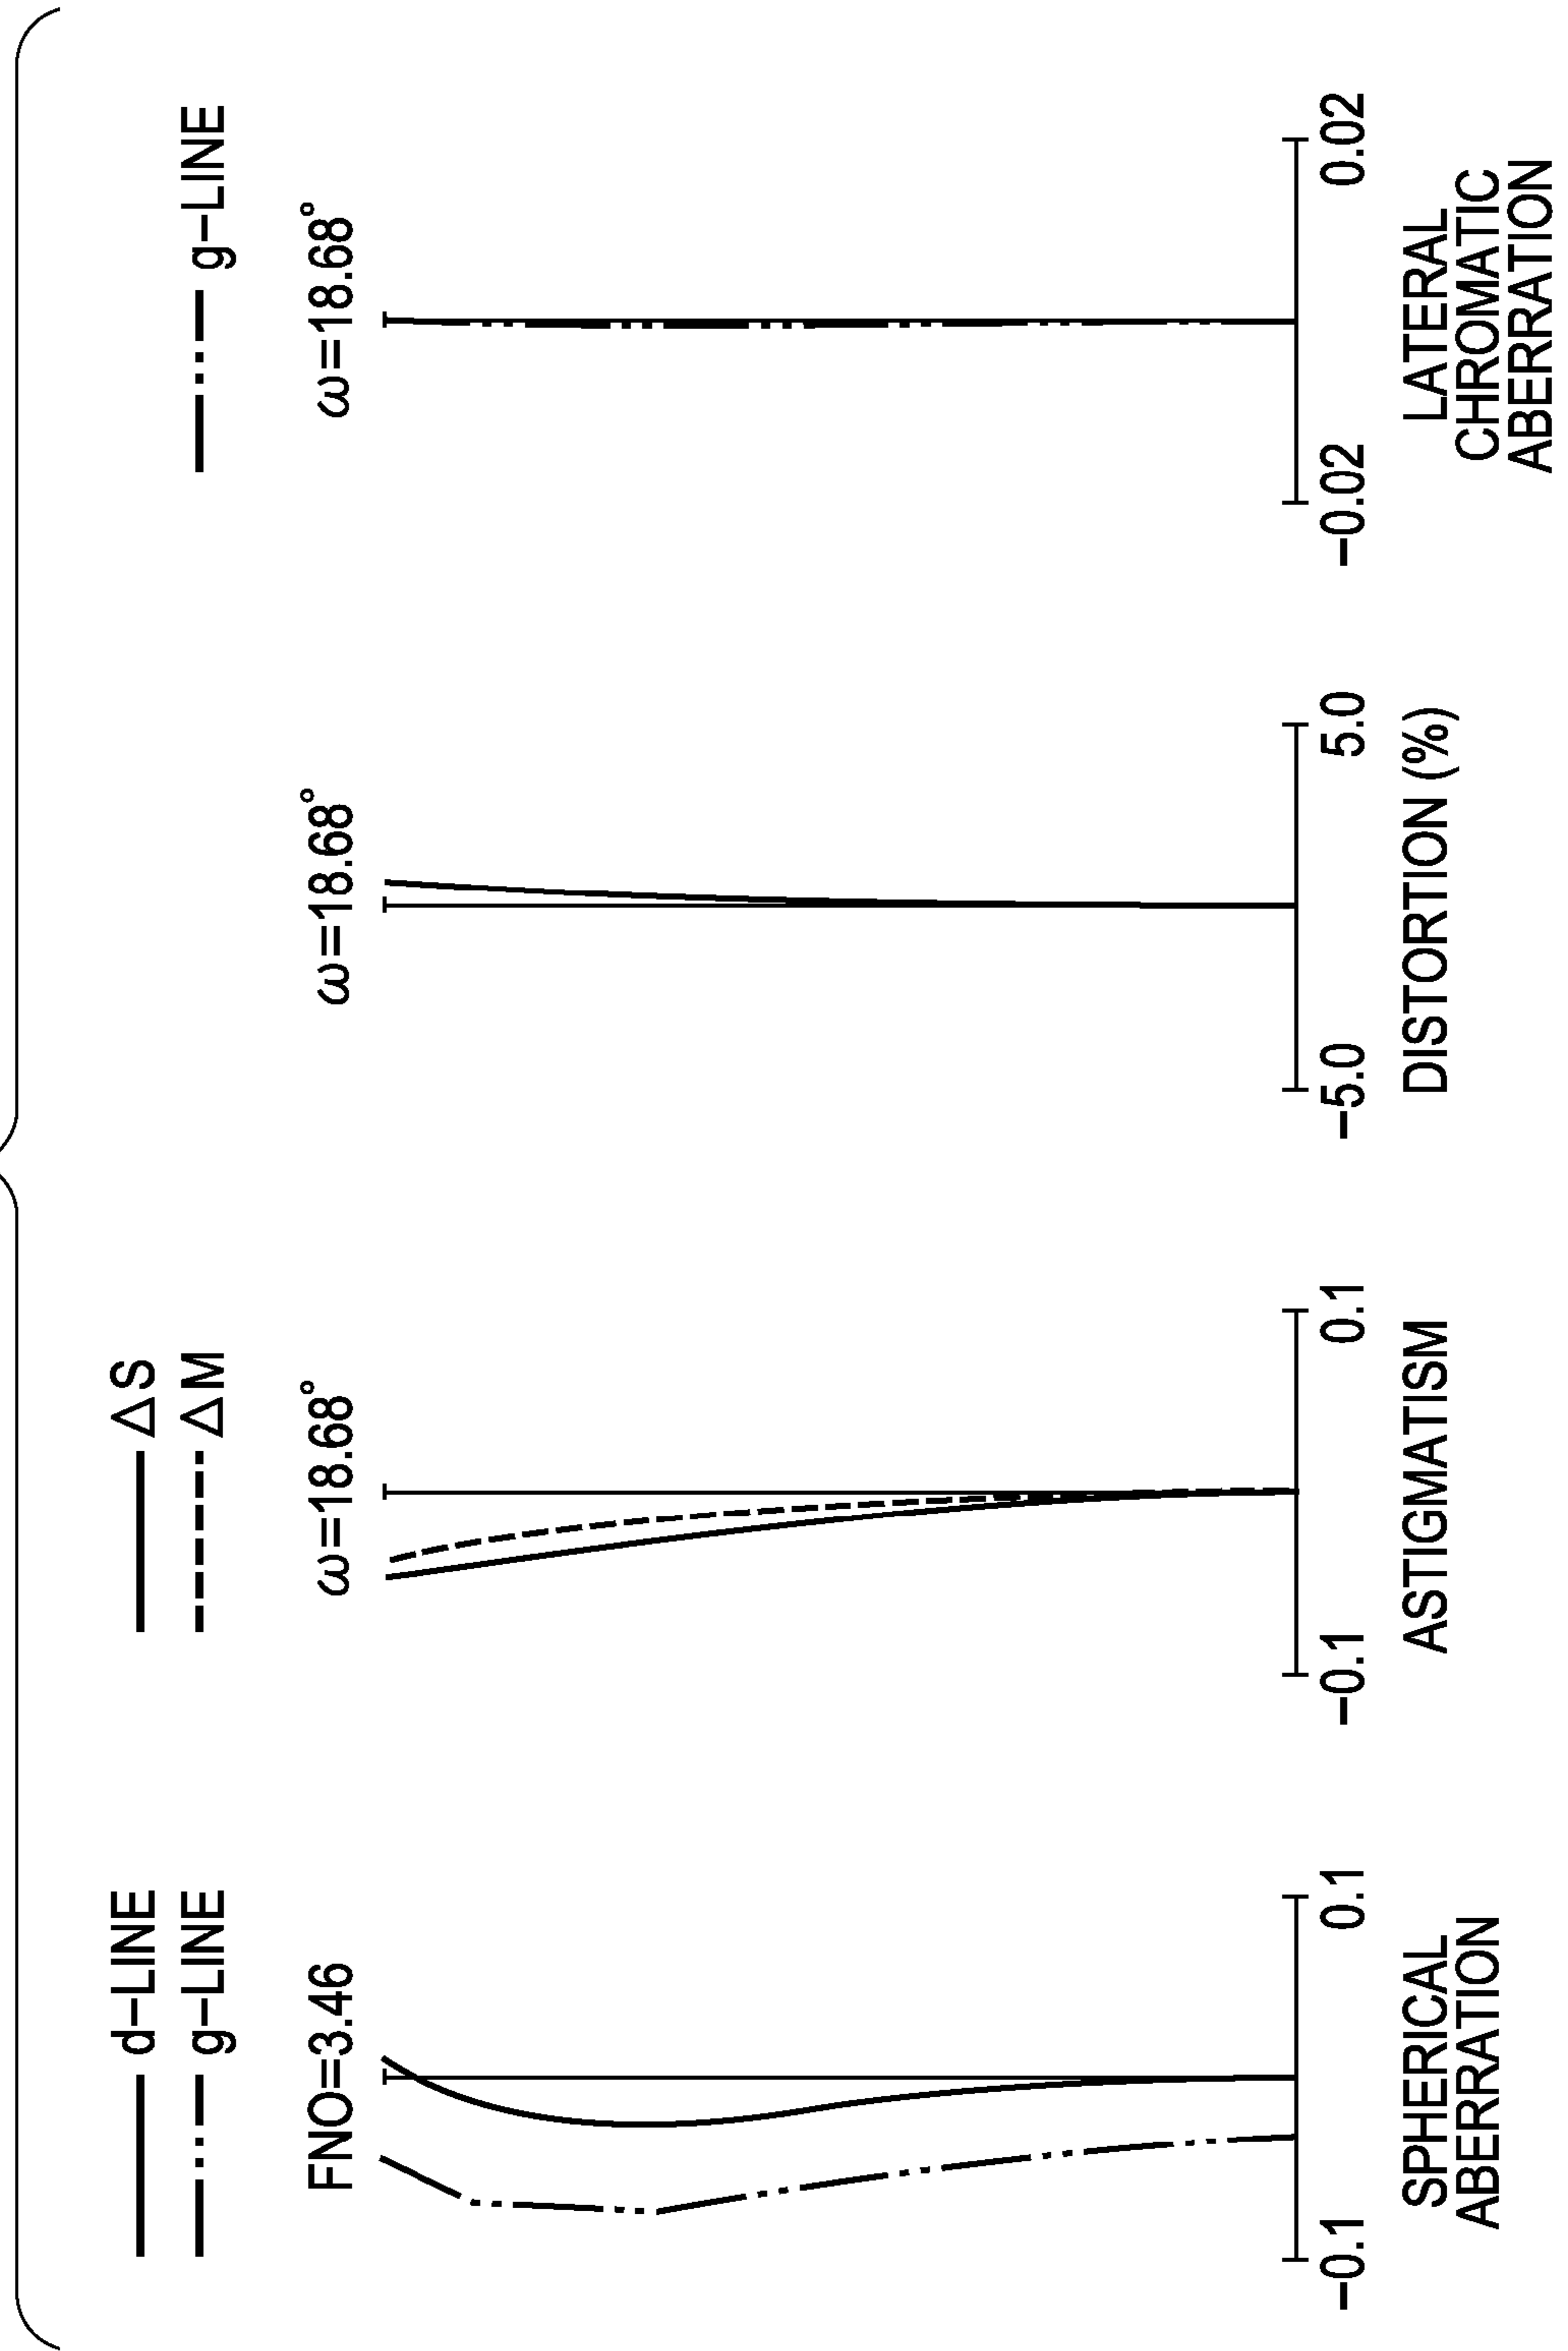 d-LINE
g-LINE
FNO=3.46
-0.1
0.1
SPHERICAL
ABERRATION
ΔS
ΔM
ω=18.68°
-0.1
0.1
ASTIGMATISM
ω=18.68°
-5.0
5.0
DISTORTION (%)
g-LINE
ω=18.68°
-0.02
0.02
LATERAL
CHROMATIC
ABERRATION